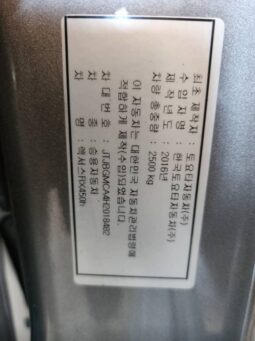 최초 제작자 : 토요타자동차(주)
수 입 자 명 : 한국토요타자동차(주)
제 작 년 도 : 2016년
차량 총중량 : 2500 kg
이 자동차는 대한민국 자동차관리법령을
적합하게 제작(수입)되었습니다.
차 대 번 호 : JTJBGMCA4H2018482
차 종 : 승용자동차
차 명 : 렉서스RX450h